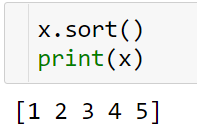 x.sort()
print(x)
[1 2 3 4 5]